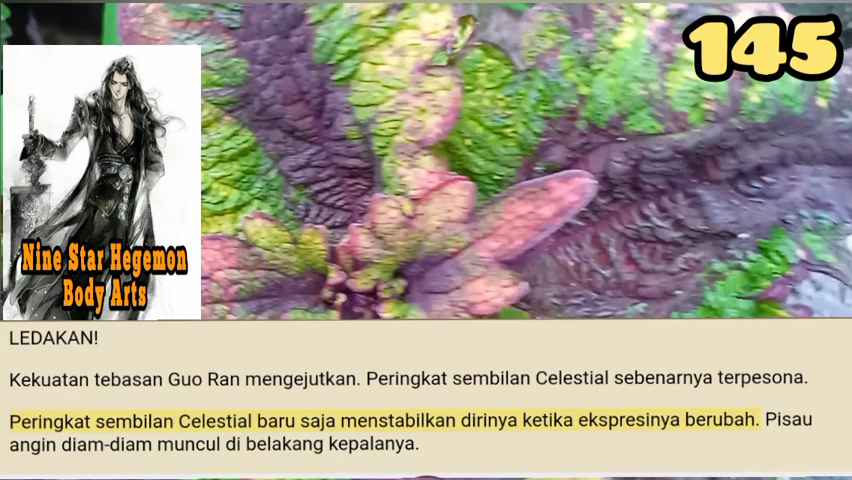 145
Nine Star Hegemon
Body Arts
LEDAKAN!
Kekuatan tebasan Guo Ran mengejutkan. Peringkat sembilan Celestial sebenarnya terpesona.
Peringkat sembilan Celestial baru saja menstabilkan dirinya ketika ekspresinya berubah. Pisau
angin diam-diam muncul di belakang kepalanya.